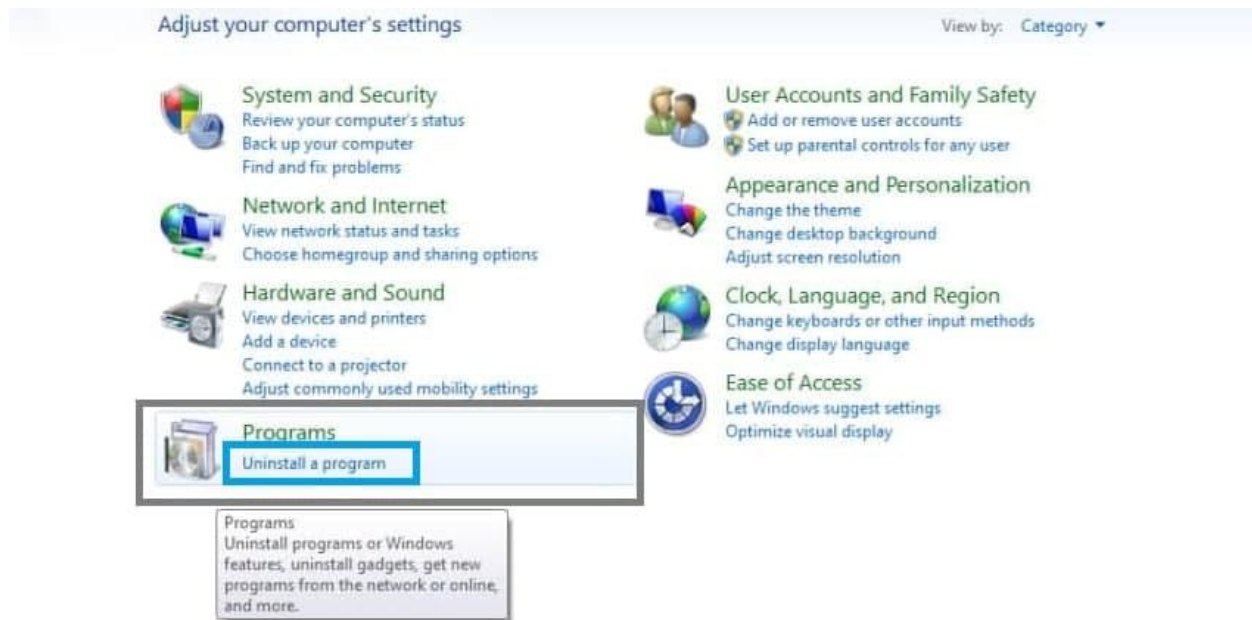 Adjust your computer's settings
View by: Category
System and Security
Review your computer's status
Back up your computer
Find and fix problems
Network and Internet
View network status and tasks
Choose homegroup and sharing options
Hardware and Sound
View devices and printers
Add a device
Connect to a projector
Adjust commonly used mobility settings
Programs
Uninstall a program
Programs
Uninstall programs or Windows
features, uninstall gadgets, get new
programs from the network or online,
and more.
User Accounts and Family Safety
Add or remove user accounts
Set up parental controls for any user
Appearance and Personalization
Change the theme
Change desktop background
Adjust screen resolution
Clock, Language, and Region
Change keyboards or other input methods
Change display language
Ease of Access
Let Windows suggest settings
Optimize visual display